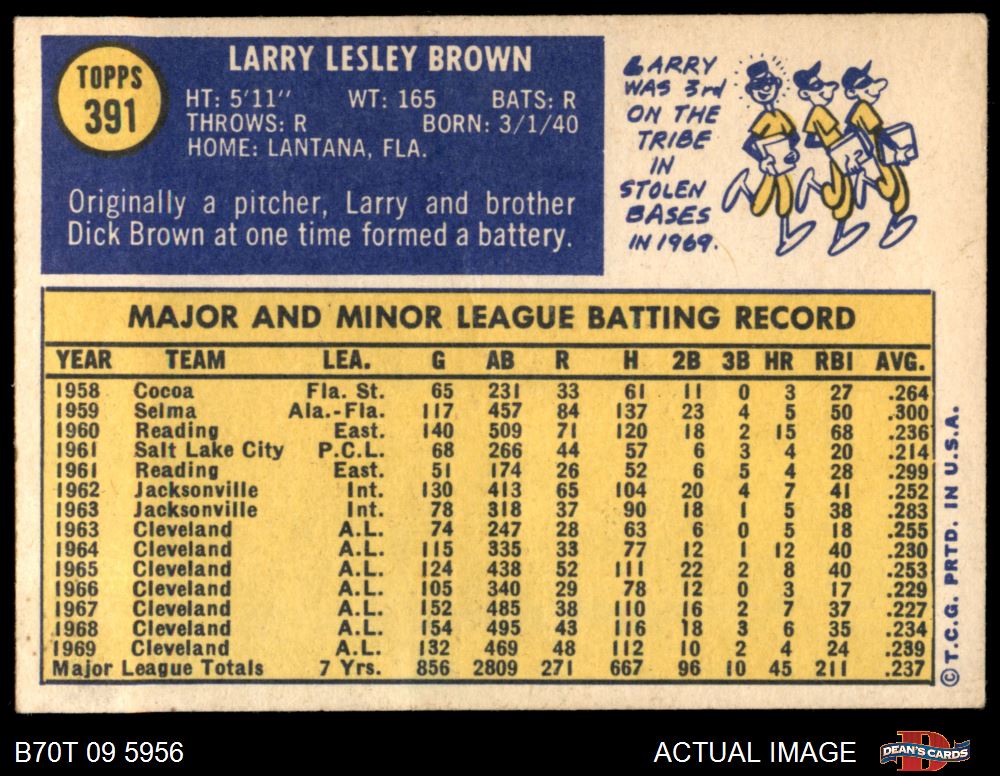 TOPPS
391
LARRY LESLEY BROWN
HT: 5'11" WT: 165 BATS: R
THROWS: R BORN: 3/1/40
HOME: LANTANA, FLA.
Originally a pitcher, Larry and brother
Dick Brown at one time formed a battery.
LARRY
WAS 3rd
ON THE
TRIBE
IN
STOLEN
BASES
IN 1969.
MAJOR AND MINOR LEAGUE BATTING RECORD
YEAR TEAM LEA. G AB R H 2B 3B HR RBI AVG.
1958 Cocoa Fla. St. 65 231 33 61 11 0 3 27 .264
1959 Selma Ala.-Fla. 117 457 84 137 23 4 5 50 .300
1960 Reading East. 140 509 71 120 18 2 15 68 .236
1961 Salt Lake City P.C.L. 68 266 44 57 6 3 4 20 .214
1961 Reading East. 51 174 26 52 6 5 4 28 .299
1962 Jacksonville Int. 130 413 65 104 20 4 7 41 .252
1963 Jacksonville Int. 78 318 37 90 18 1 5 38 .283
1963 Cleveland A.L. 74 247 28 63 6 0 5 18 .255
1964 Cleveland A.L. 115 335 33 77 12 1 12 40 .230
1965 Cleveland A.L. 124 438 52 111 22 2 8 40 .253
1966 Cleveland A.L. 105 340 29 78 12 0 3 17 .229
1967 Cleveland A.L. 152 485 38 110 16 2 7 37 .227
1968 Cleveland A.L. 154 495 43 116 18 3 6 35 .234
1969 Cleveland A.L. 132 469 48 112 10 2 4 24 .239
Major League Totals 7 Yrs. 856 2809 271 667 96 10 45 211 .237
© T.C.G. PRTD. IN U.S.A.
B70T 09 5956
ACTUAL IMAGE
D
DEAN'S CARDS